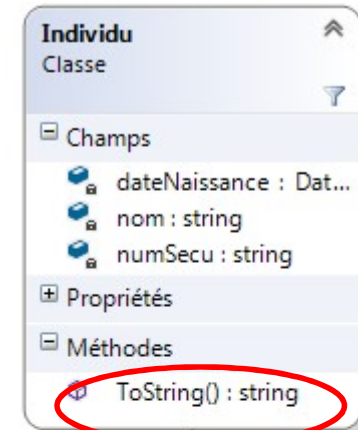 Individu
Classe
Champs
dateNaissance : Dat...
nom : string
numSecu : string
Propriétés
Méthodes
ToString() : string